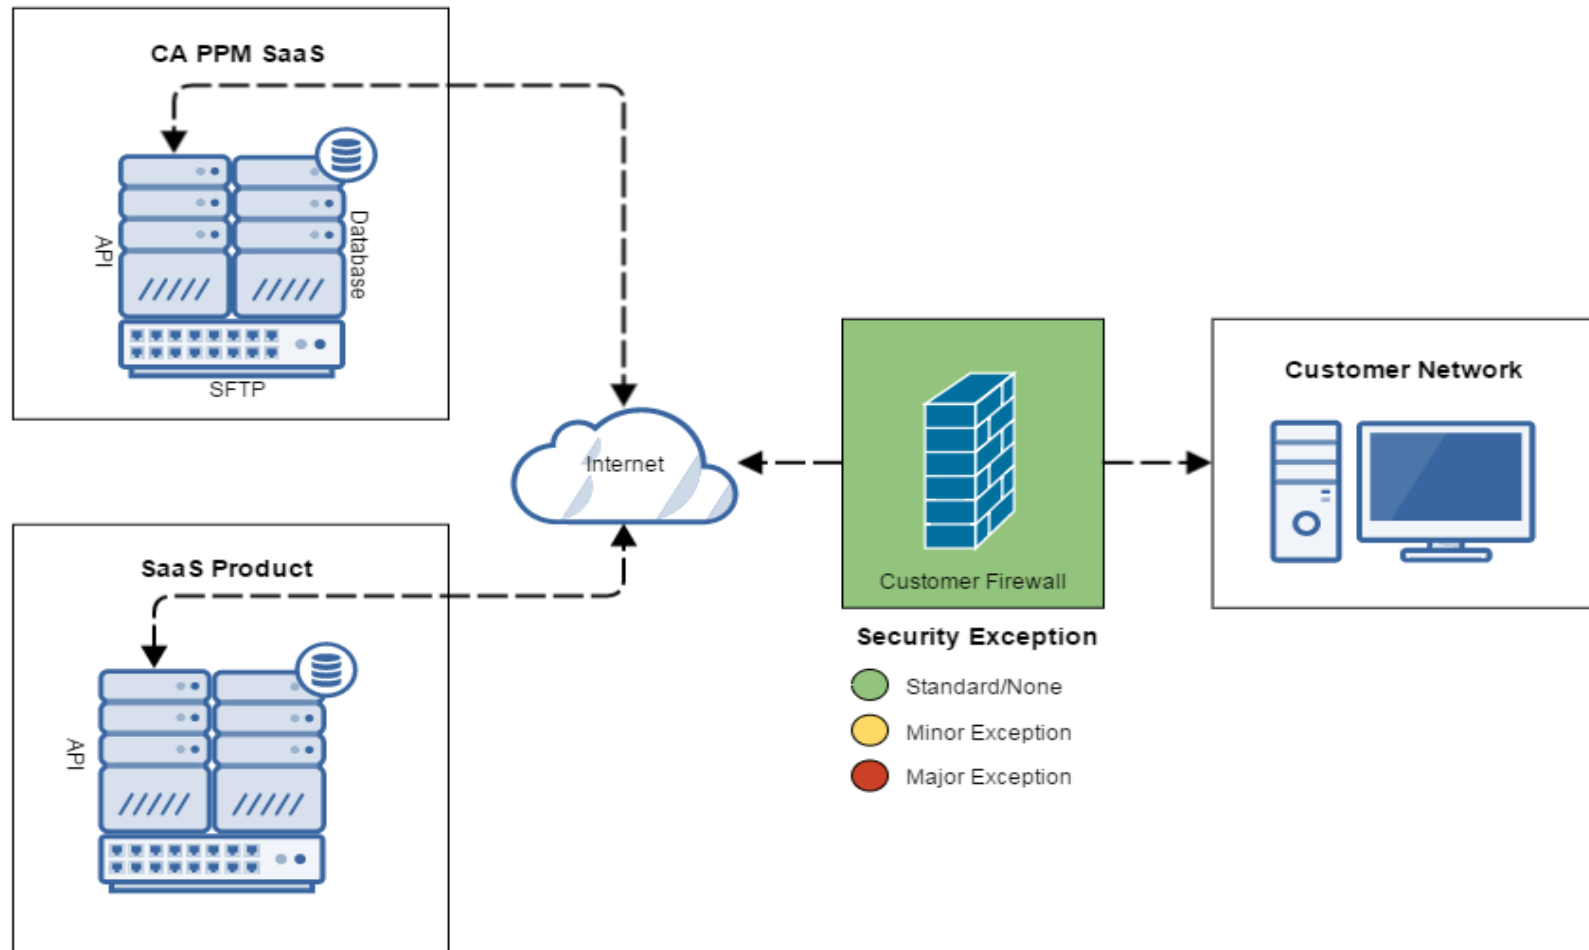 CA PPM SaaS
API
Database
SFTP
Internet
SaaS Product
API
Customer Firewall
Customer Network
Security Exception
Standard/None
Minor Exception
Major Exception